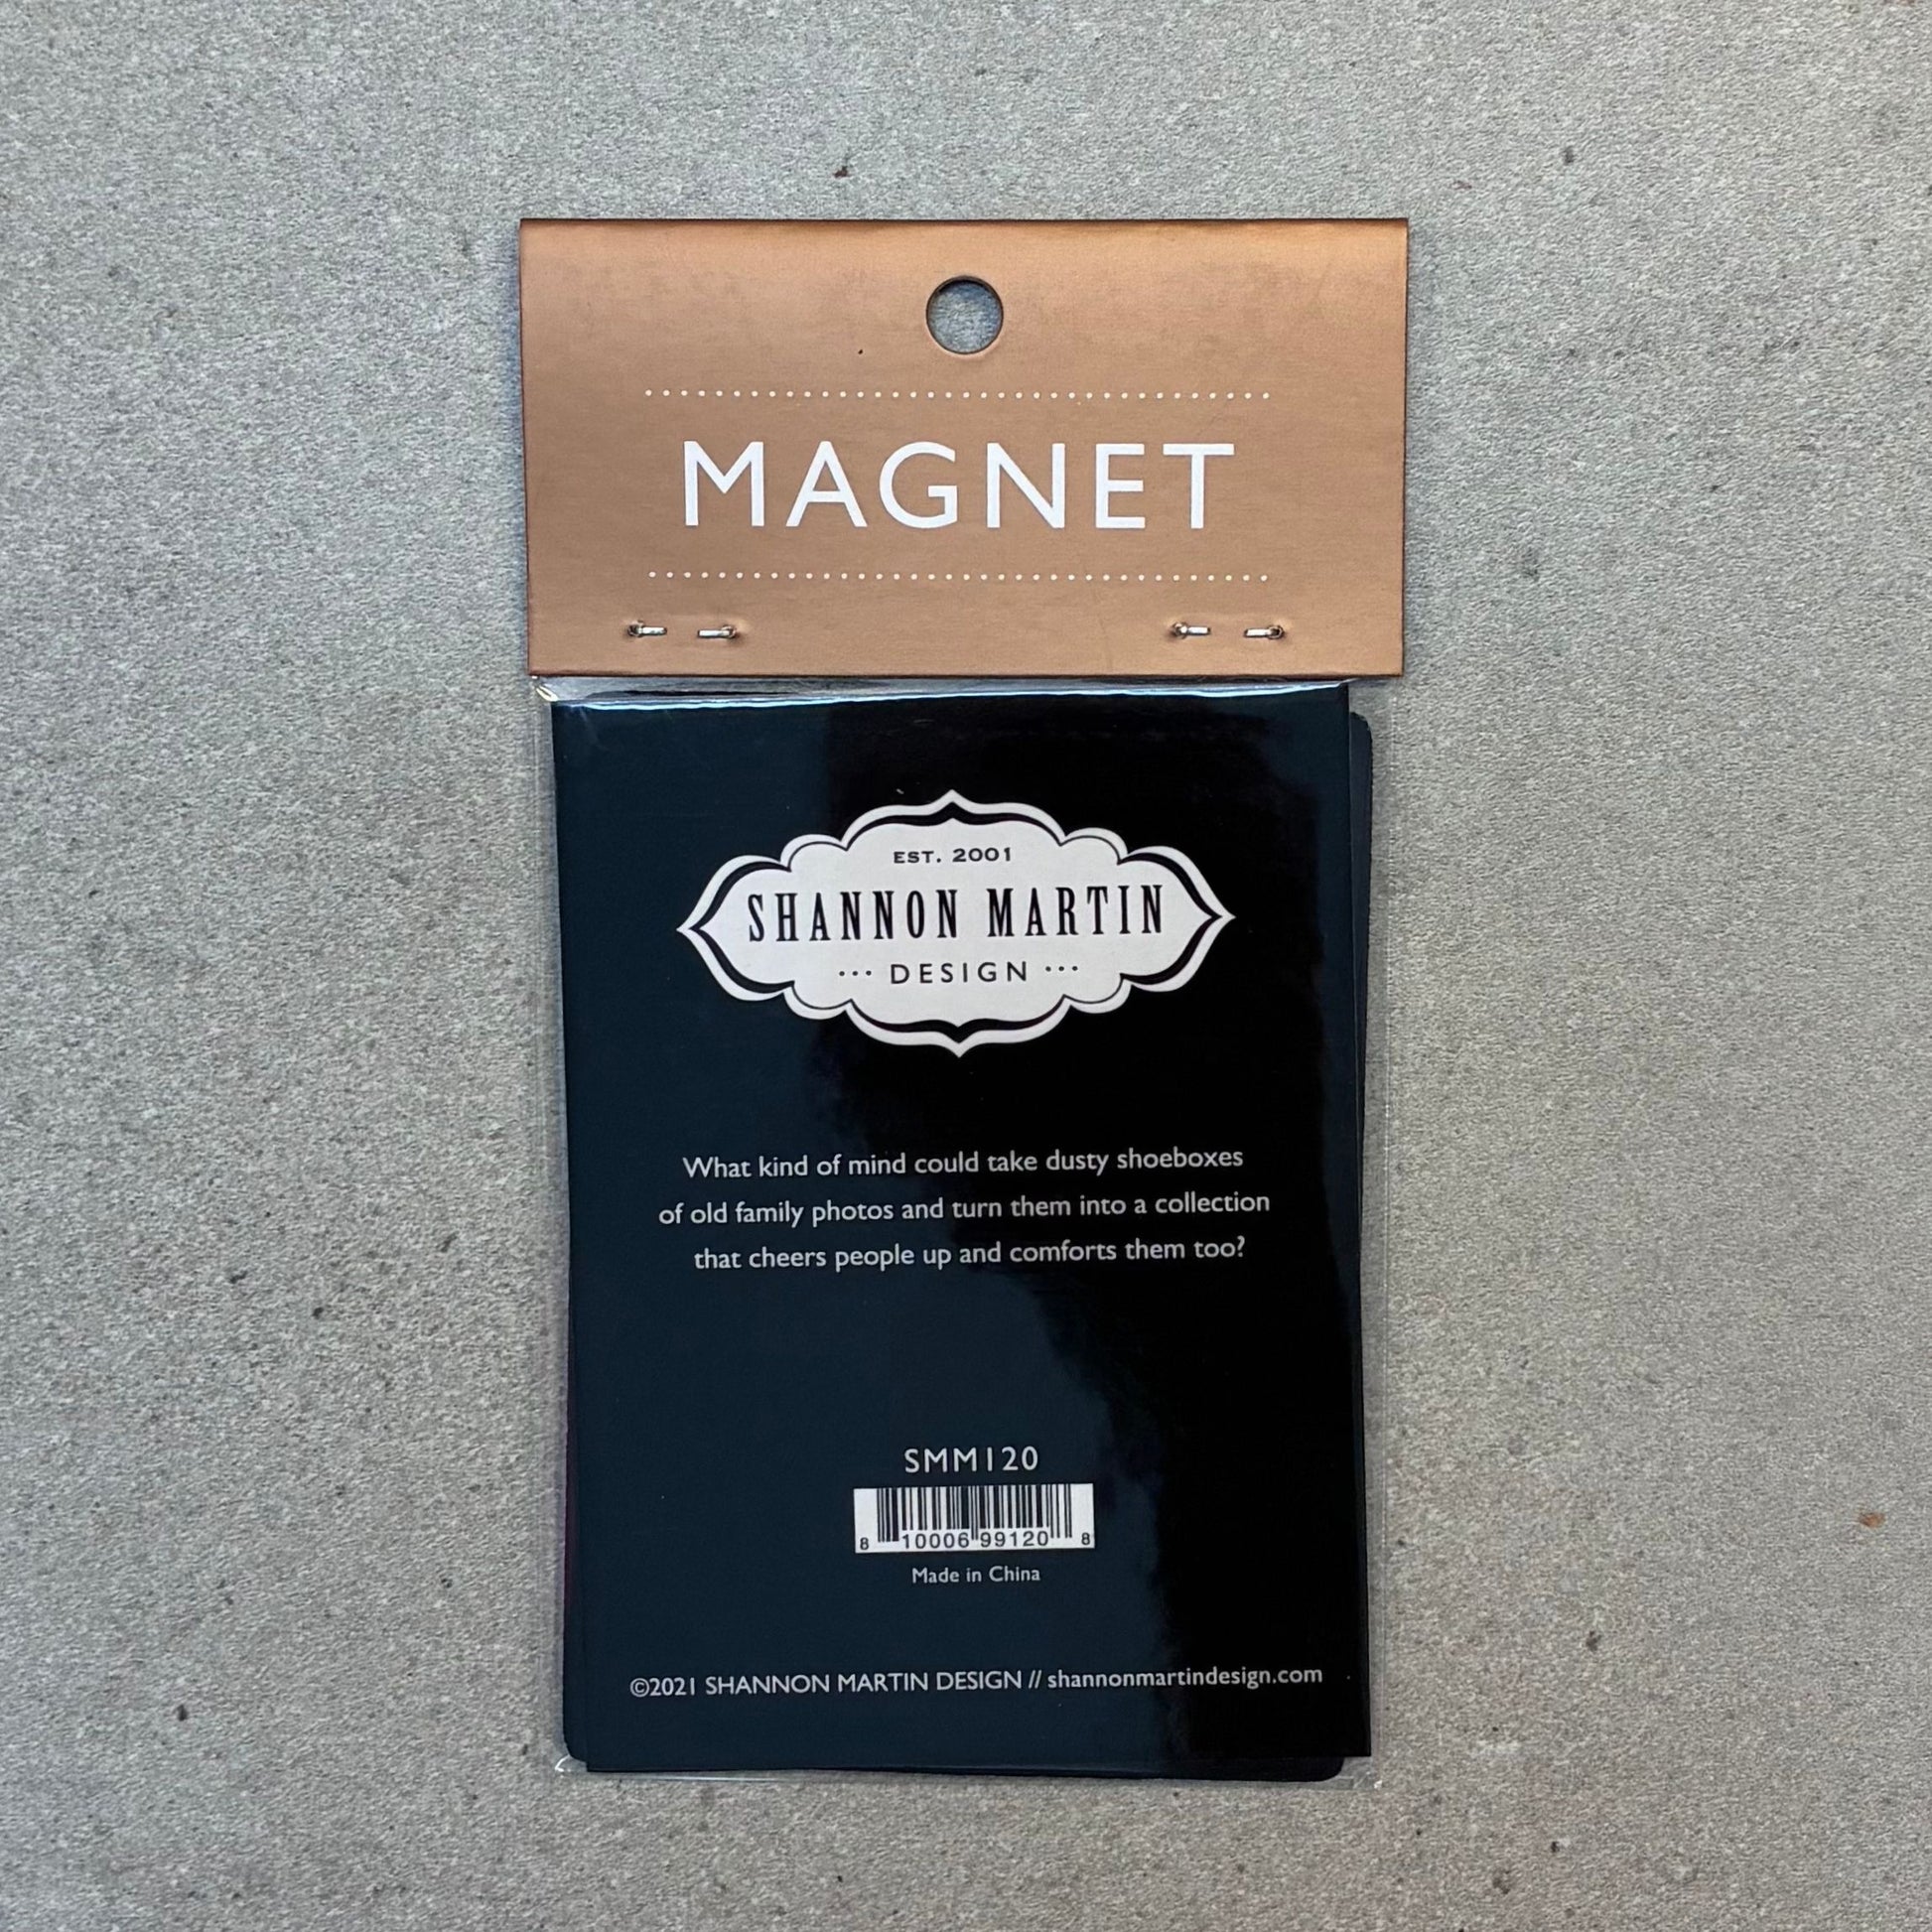 MAGNET
EST. 2001
SHANNON MARTIN
••• DESIGN •••
What kind of mind could take dusty shoeboxes
of old family photos and turn them into a collection
that cheers people up and comforts them too?
SMM120
8 10006 99120 8
Made in China
©2021 SHANNON MARTIN DESIGN // shannonmartindesign.com